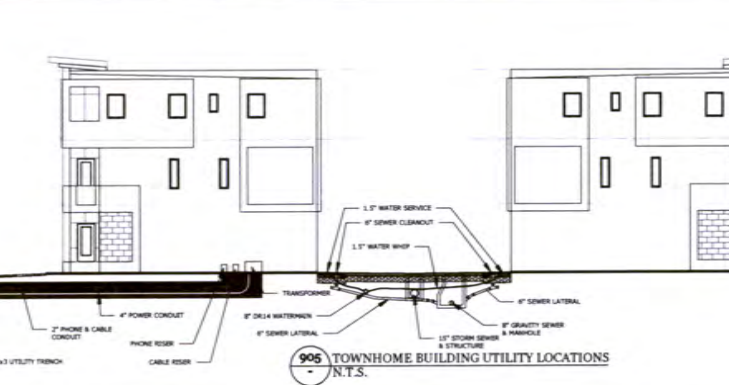 1.5" WATER SERVICE
6" SEWER CLEANOUT
1.5" WATER WHIP
TRANSFORMER
4" POWER CONDUIT
8" DR14 WATERMAIN
6" SEWER LATERAL
2" PHONE & CABLE
CONDUIT
PHONE RISER
6" SEWER LATERAL
8" GRAVITY SEWER
& MANHOLE
15" STORM SEWER
& STRUCTURE
x3 UTILITY TRENCH
CABLE RISER
905
-
TOWNHOME BUILDING UTILITY LOCATIONS
N.T.S.